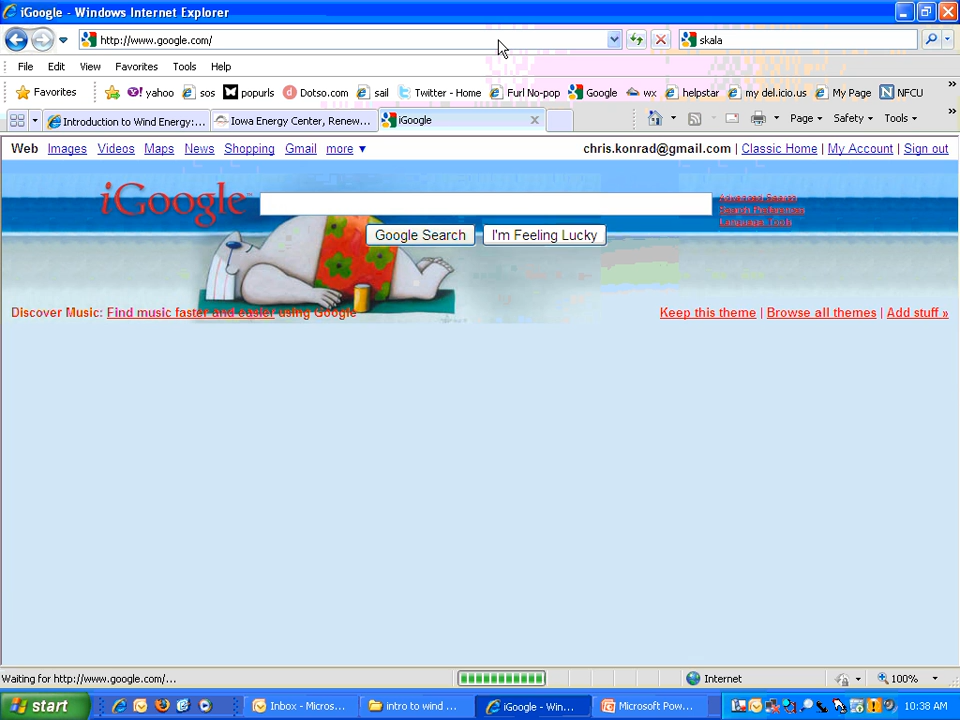 iGoogle - Windows Internet Explorer
http://www.google.com/
skala
File Edit View Favorites Tools Help
Favorites yahoo sos popurls Dotso.com sail Twitter - Home Furl No-pop Google wx helpstar my del.icio.us My Page NFCU »
Introduction to Wind Energy:... Iowa Energy Center, Renew... iGoogle Page Safety Tools »
Web Images Videos Maps News Shopping Gmail more ▼ chris.konrad@gmail.com | Classic Home | My Account | Sign out
iGoogle
Advanced Search
Search Preferences
Language Tools
Google Search I'm Feeling Lucky
Discover Music: Find music faster and easier using Google Keep this theme | Browse all themes | Add stuff »
Waiting for http://www.google.com/... Internet 100%
start Inbox - Micros... intro to wind ... iGoogle - Win... Microsoft Pow... 10:38 AM